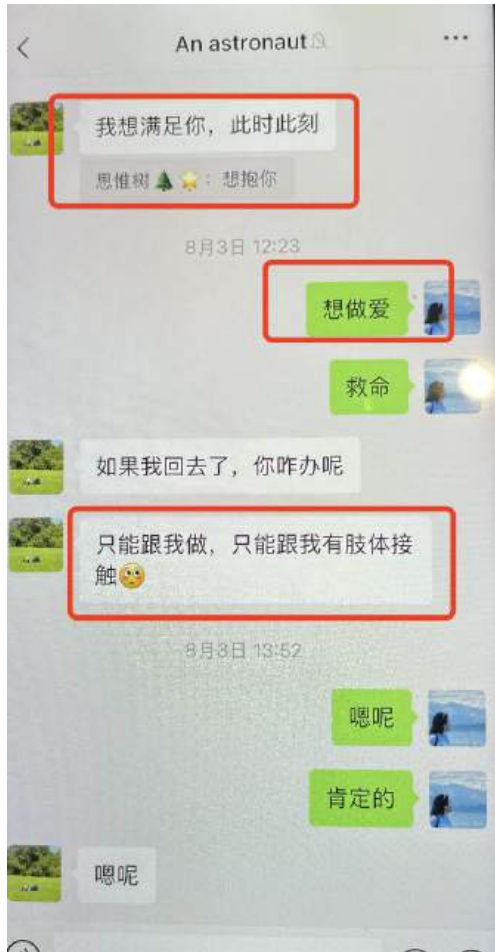 An astronaut
我想满足你，此时此刻
思惟树🌲🌟：想抱你
8月3日 12:23
想做爱
救命
如果我回去了，你咋办呢
只能跟我做，只能跟我有肢体接
触😳
8月3日 13:52
嗯呢
肯定的
嗯呢